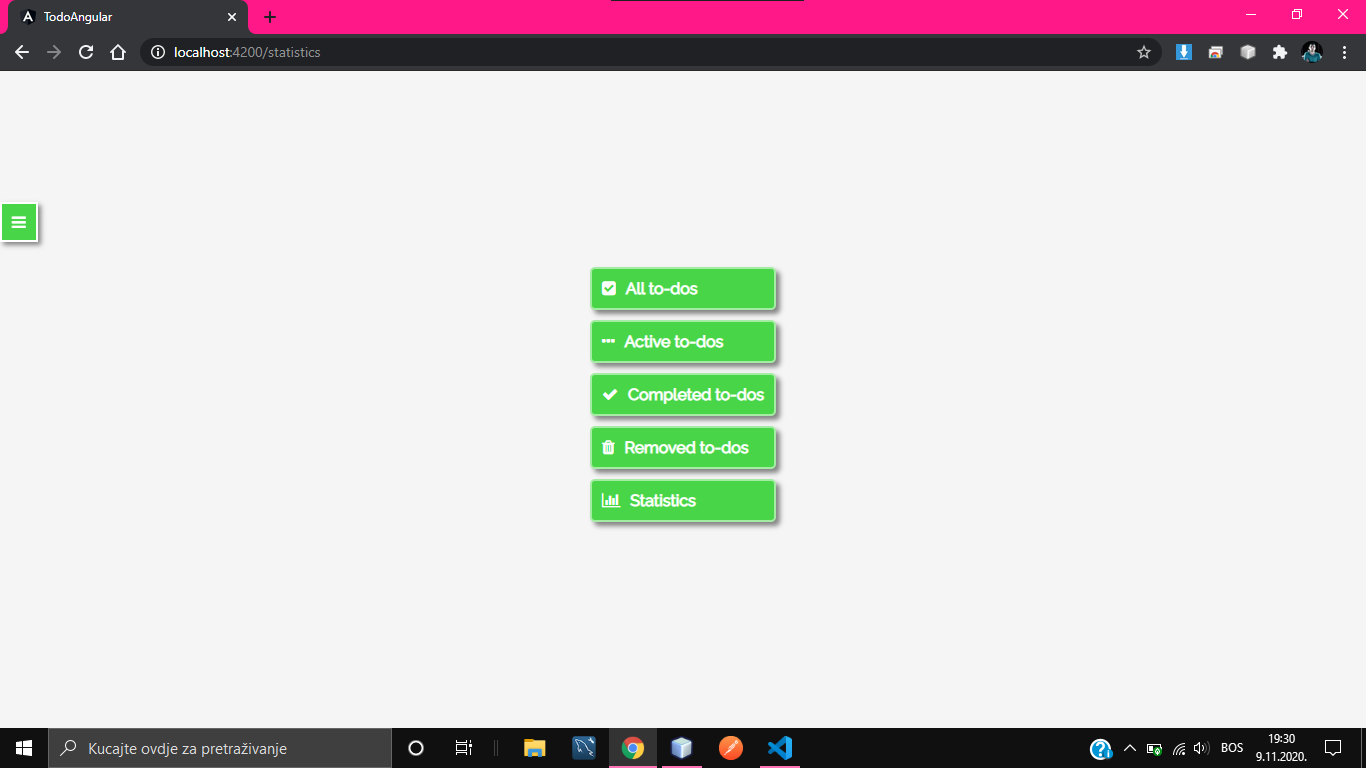 TodoAngular
localhost:4200/statistics
All to-dos
Active to-dos
Completed to-dos
Removed to-dos
Statistics
Kucajte ovdje za pretraživanje
BOS
19:30
9.11.2020.